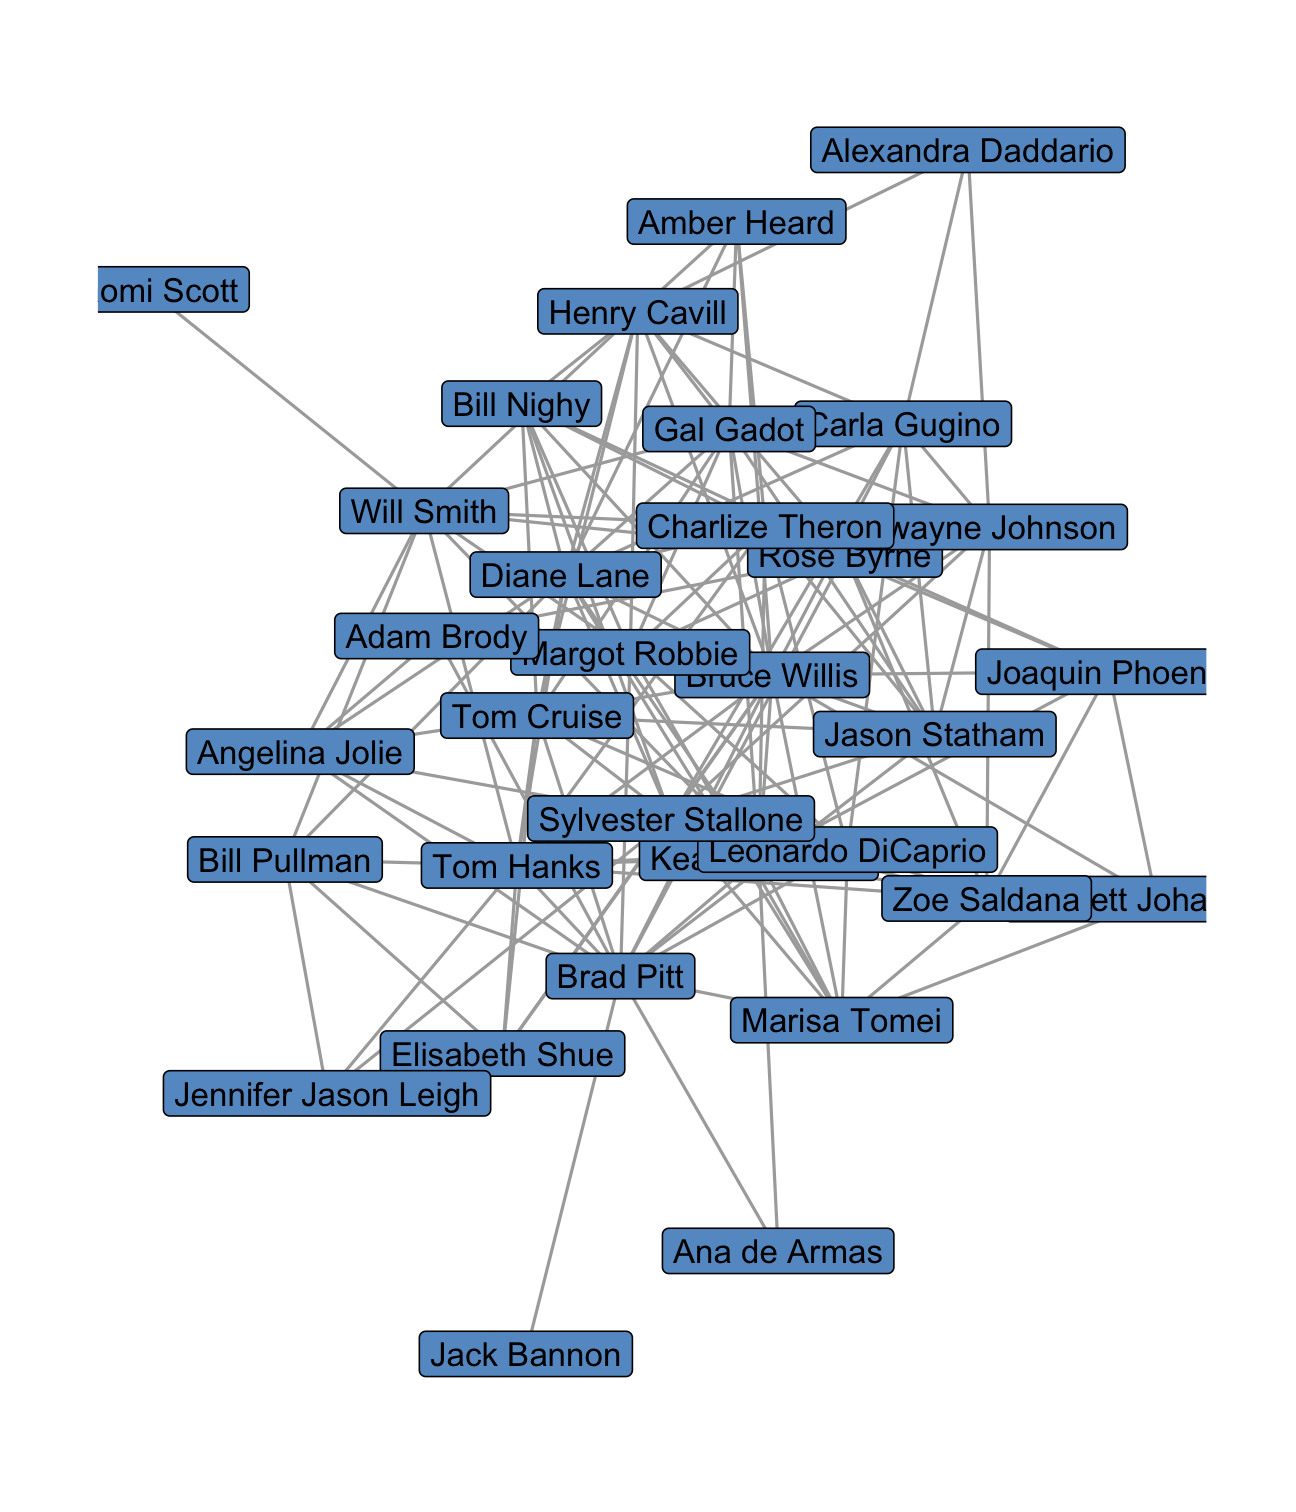 Alexandra Daddario
Amber Heard
omi Scott
Henry Cavill
Bill Nighy
Gal Gadot
Carla Gugino
Will Smith
Charlize Theron
wayne Johnson
Rose Byrne
Diane Lane
Adam Brody
Margot Robbie
Bruce Willis
Joaquin Phoen
Tom Cruise
Jason Statham
Angelina Jolie
Sylvester Stallone
Bill Pullman
Tom Hanks
Kea
Leonardo DiCaprio
Zoe Saldana
ett Joha
Brad Pitt
Marisa Tomei
Elisabeth Shue
Jennifer Jason Leigh
Ana de Armas
Jack Bannon